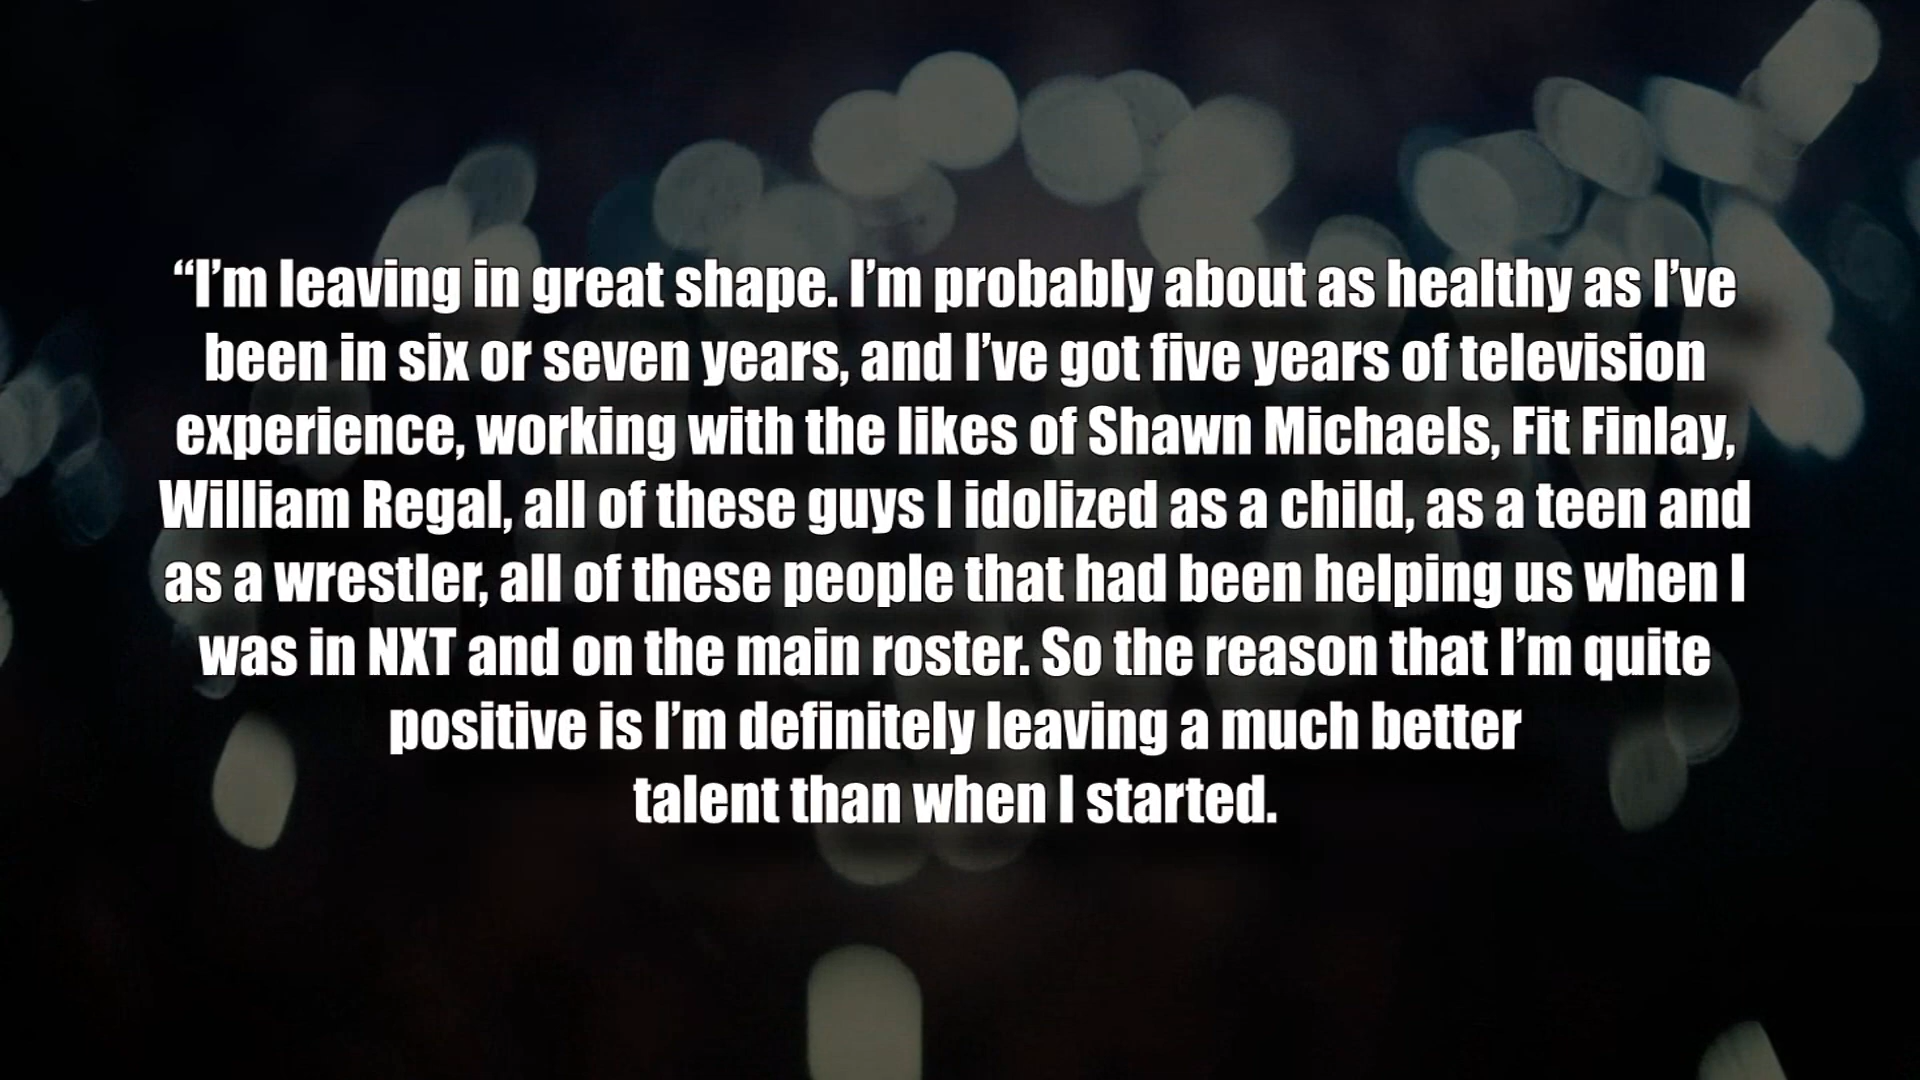 “I’m leaving in great shape. I’m probably about as healthy as I’ve
been in six or seven years, and I’ve got five years of television
experience, working with the likes of Shawn Michaels, Fit Finlay,
William Regal, all of these guys I idolized as a child, as a teen and
as a wrestler, all of these people that had been helping us when I
was in NXT and on the main roster. So the reason that I’m quite
positive is I’m definitely leaving a much better
talent than when I started.